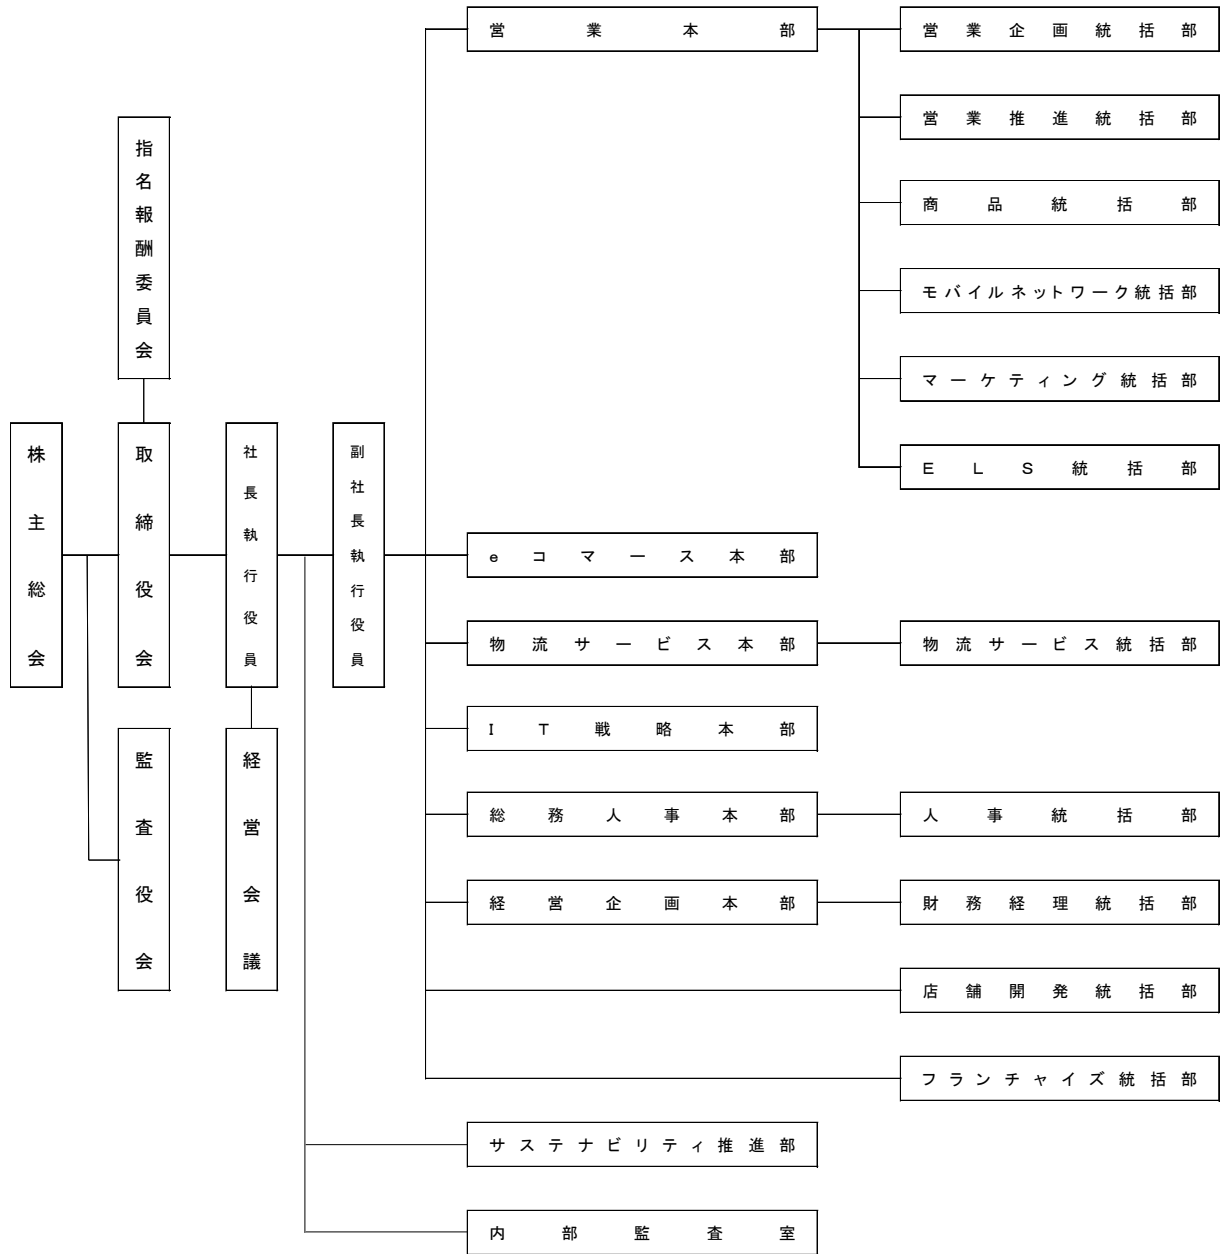 指名報酬委員会
株主総会
取締役会
監査役会
社長執行役員
経営会議
副社長執行役員
営業本部
営業企画統括部
営業推進統括部
商品統括部
モバイルネットワーク統括部
マーケティング統括部
ELS統括部
eコマース本部
物流サービス本部
物流サービス統括部
IT戦略本部
総務人事本部
人事統括部
経営企画本部
財務経理統括部
店舗開発統括部
フランチャイズ統括部
サステナビリティ推進部
内部監査室